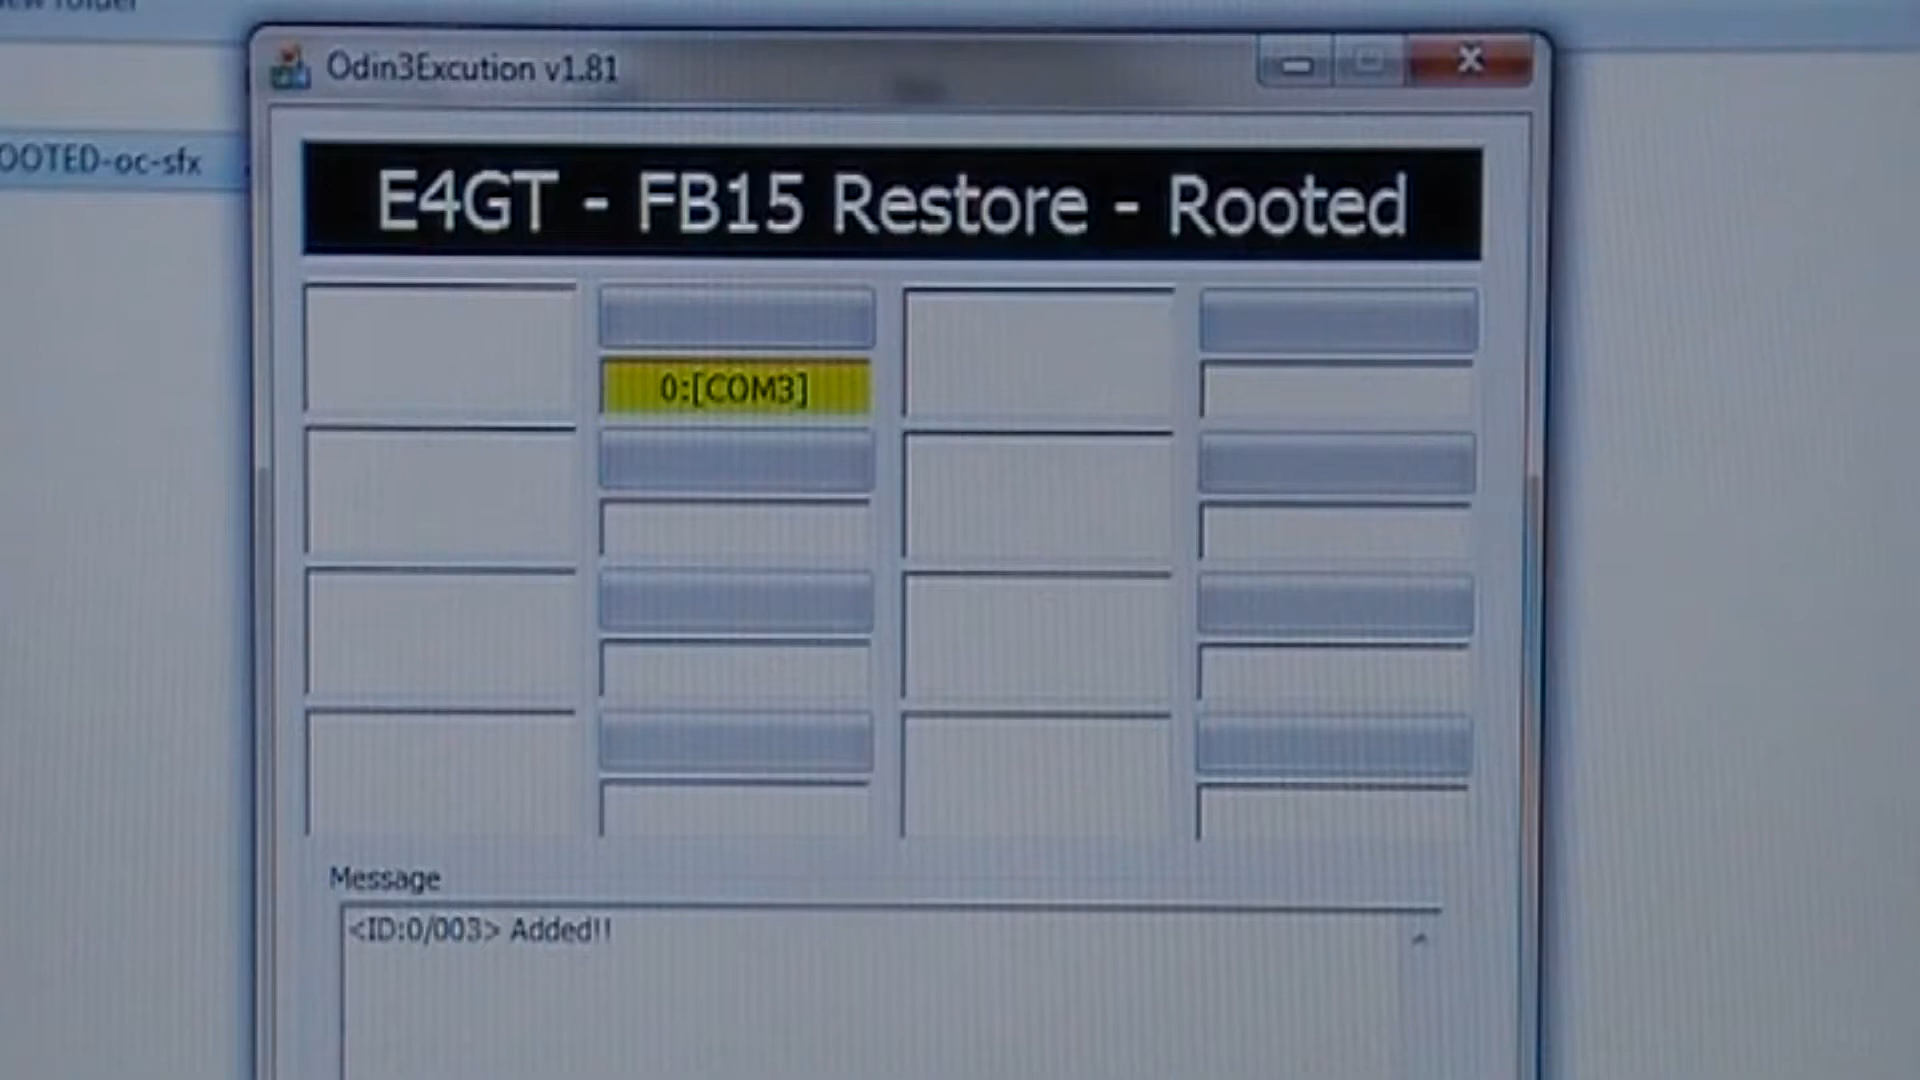 Odin3Excution v1.81
OOTED-oc-sfx
E4GT - FB15 Restore - Rooted
0:[COM3]
Message
<ID:0/003> Added!!